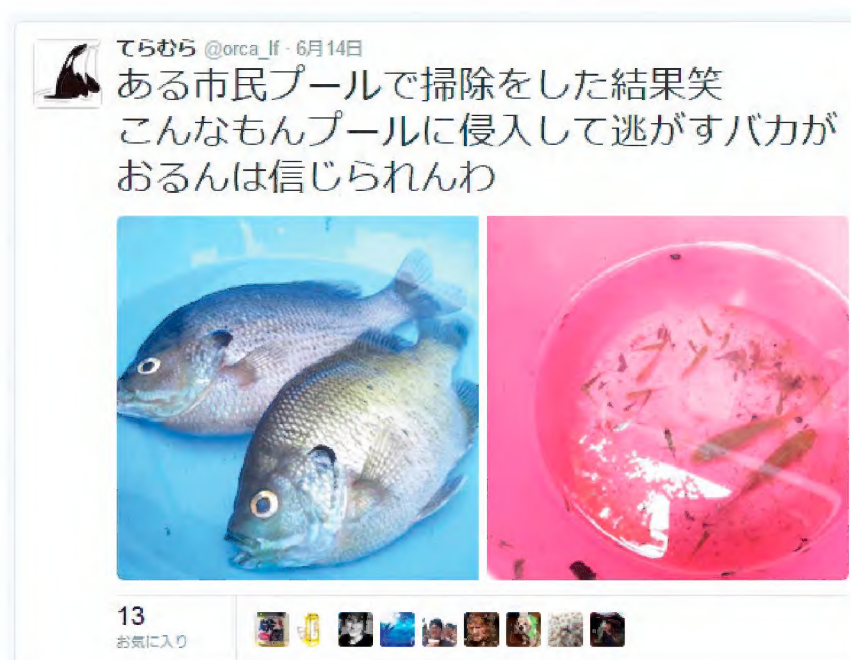 てらむら @orca_lf · 6月14日
ある市民プールで掃除をした結果笑
こんなもんプールに侵入して逃がすバカが
おるんは信じられんわ
13
お気に入り